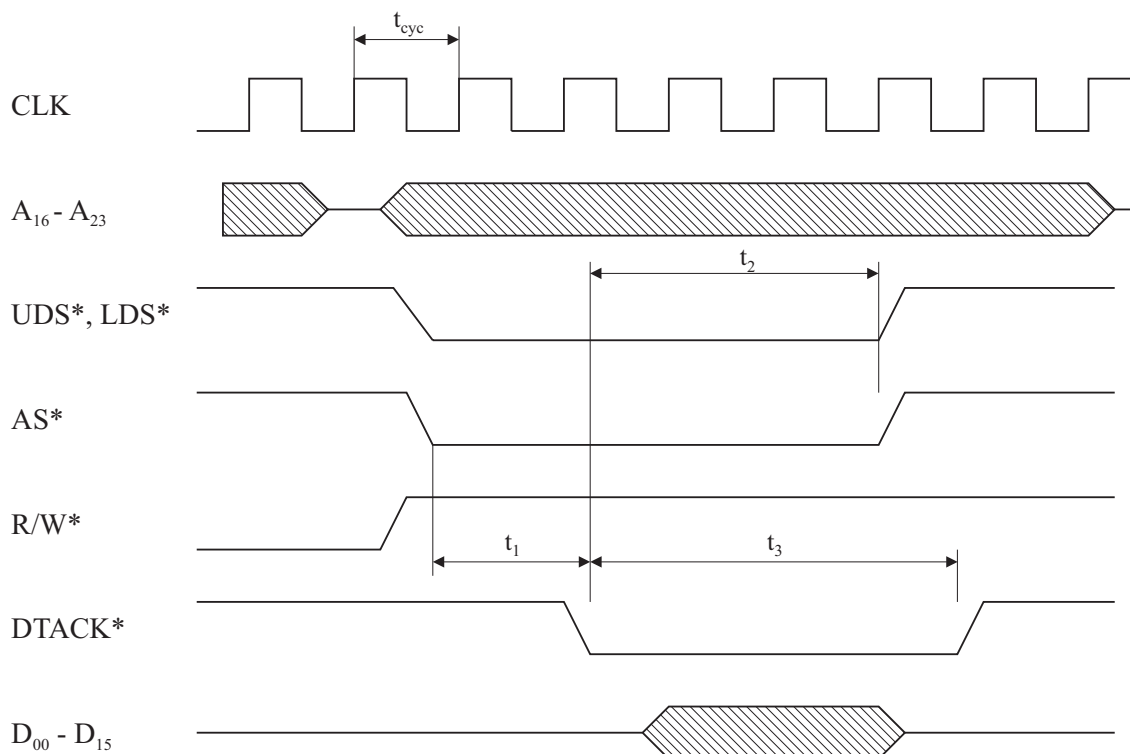 t_cyc
CLK
A_16 - A_23
t_2
UDS*, LDS*
AS*
R/W*
t_1
t_3
DTACK*
D_00 - D_15